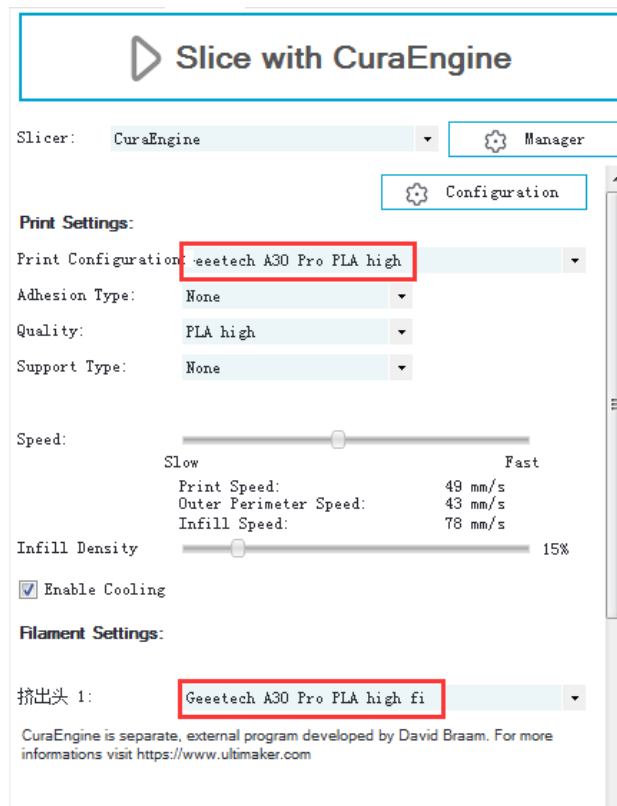 Slice with CuraEngine
Slicer: CuraEngine Manager
Configuration
Print Settings:
Print Configuration: eeetech A30 Pro PLA high
Adhesion Type: None
Quality: PLA high
Support Type: None
Speed:
Slow Fast
Print Speed: 49 mm/s
Outer Perimeter Speed: 43 mm/s
Infill Speed: 78 mm/s
Infill Density 15%
Enable Cooling
Filament Settings:
挤出头 1: Geeetech A30 Pro PLA high fi
CuraEngine is separate, external program developed by David Braam. For more
informations visit https://www.ultimaker.com